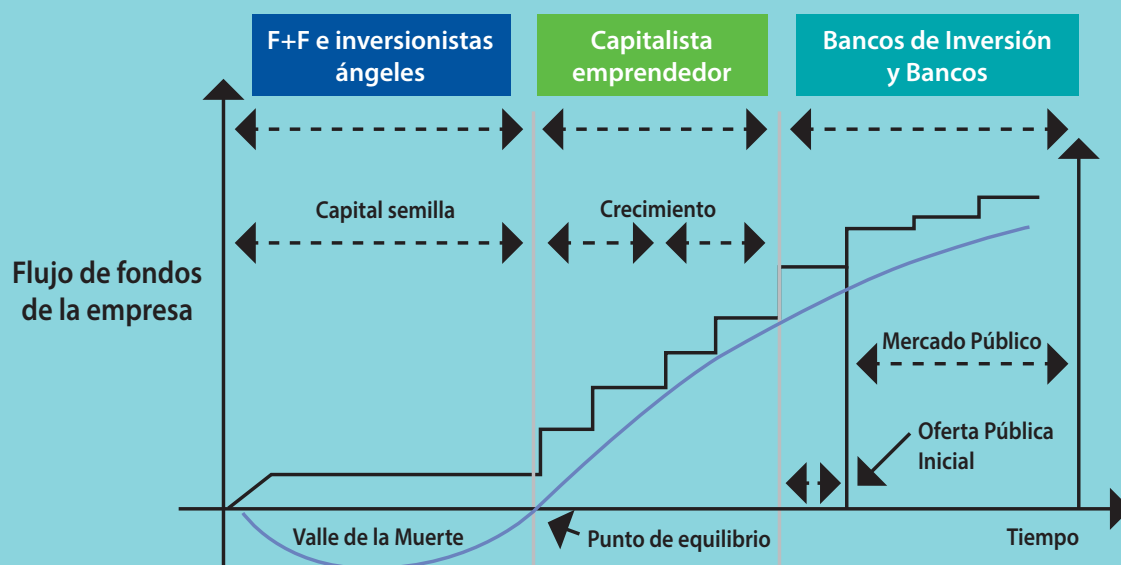 F+F e inversionistas
ángeles
Capitalista
emprendedor
Bancos de Inversión
y Bancos
Capital semilla
Crecimiento
Flujo de fondos
de la empresa
Mercado Público
Oferta Pública
Inicial
Valle de la Muerte
Punto de equilibrio
Tiempo